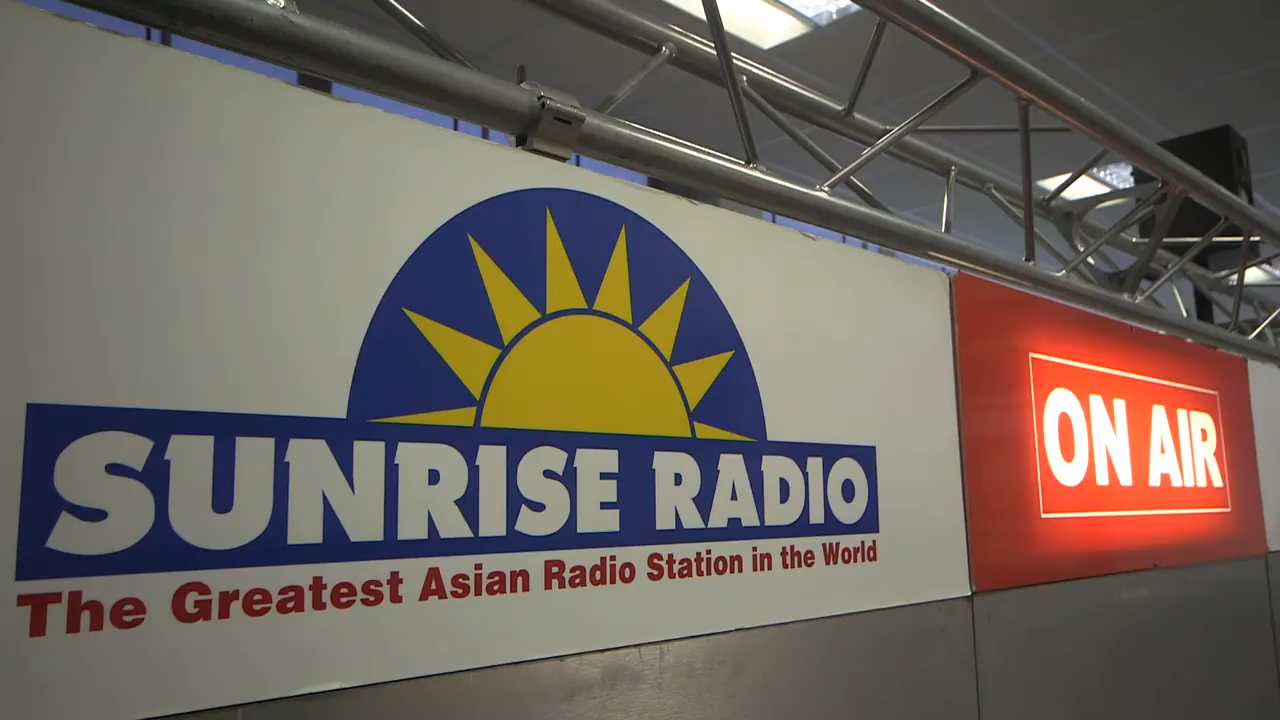 SUNRISE RADIO
The Greatest Asian Radio Station in the World
ON AIR